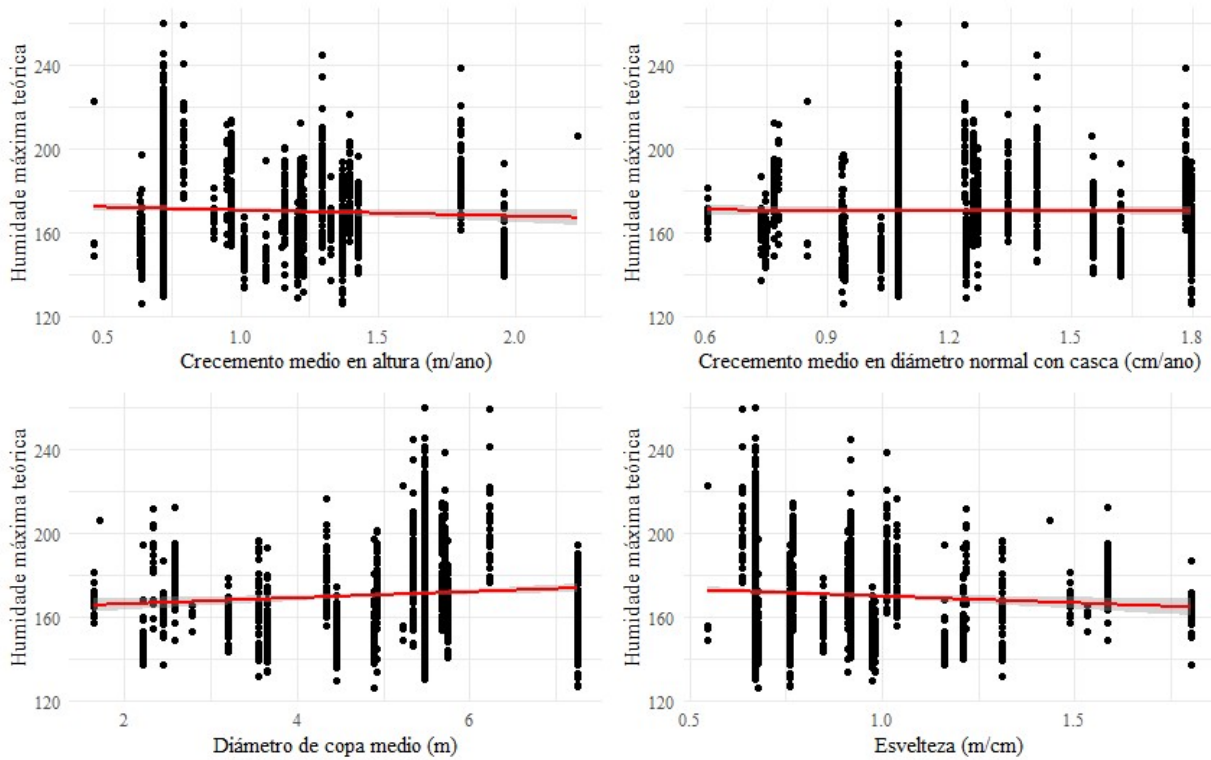 Humidade máxima teórica
240
200
160
120
0.5 1.0 1.5 2.0
Crecemento medio en altura (m/ano)
Humidade máxima teórica
240
200
160
120
0.6 0.9 1.2 1.5 1.8
Crecemento medio en diámetro normal con casca (cm/ano)
Humidade máxima teórica
240
200
160
120
2 4 6
Diámetro de copa medio (m)
Humidade máxima teórica
240
200
160
120
0.5 1.0 1.5
Esvelteza (m/cm)